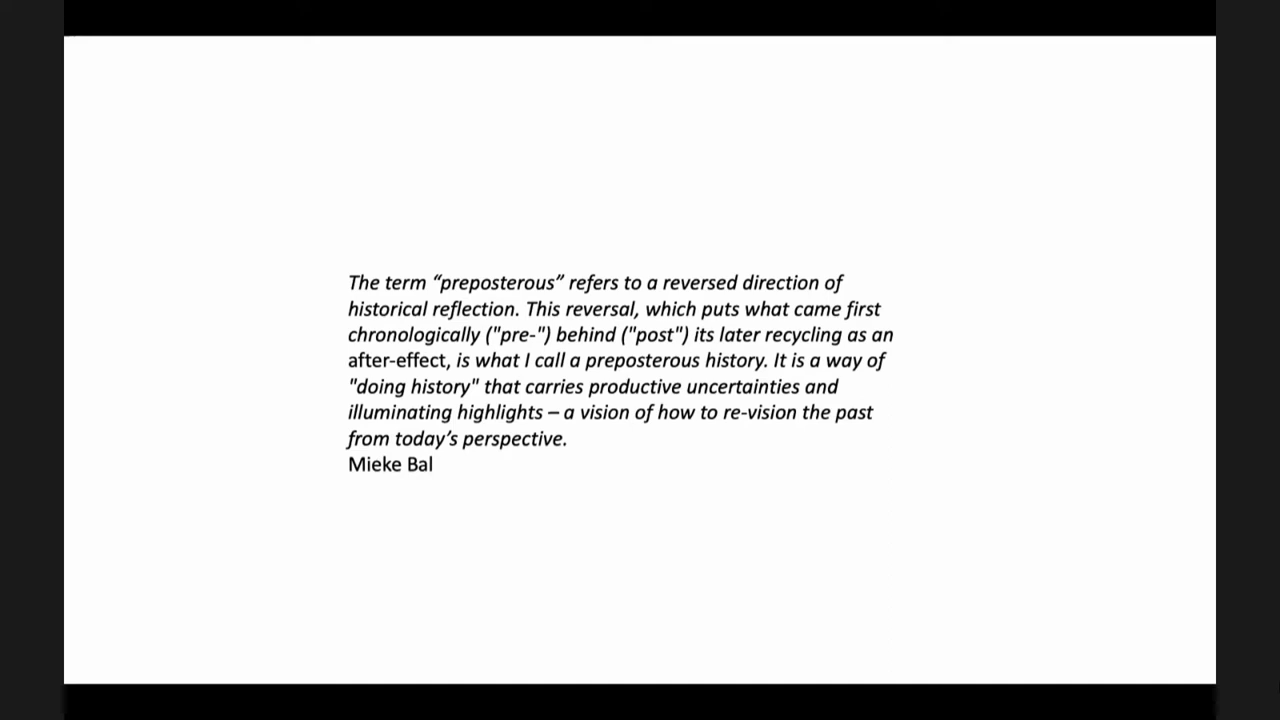 The term “preposterous” refers to a reversed direction of
historical reflection. This reversal, which puts what came first
chronologically ("pre-") behind ("post") its later recycling as an
after-effect, is what I call a preposterous history. It is a way of
"doing history" that carries productive uncertainties and
illuminating highlights – a vision of how to re-vision the past
from today’s perspective.
Mieke Bal